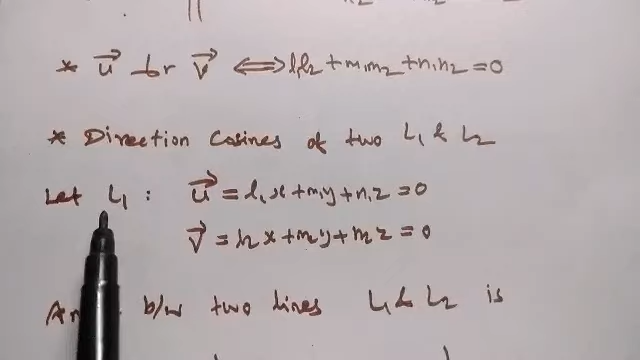 * u⃗ ⊥r v⃗ ⟺ l₁l₂ + m₁m₂ + n₁n₂ = 0
* Direction Cosines of two L₁ & L₂
Let L₁ : u⃗ = l₁x + m₁y + n₁z = 0
v⃗ = l₂x + m₂y + n₂z = 0
b/w two lines L₁ & L₂ is